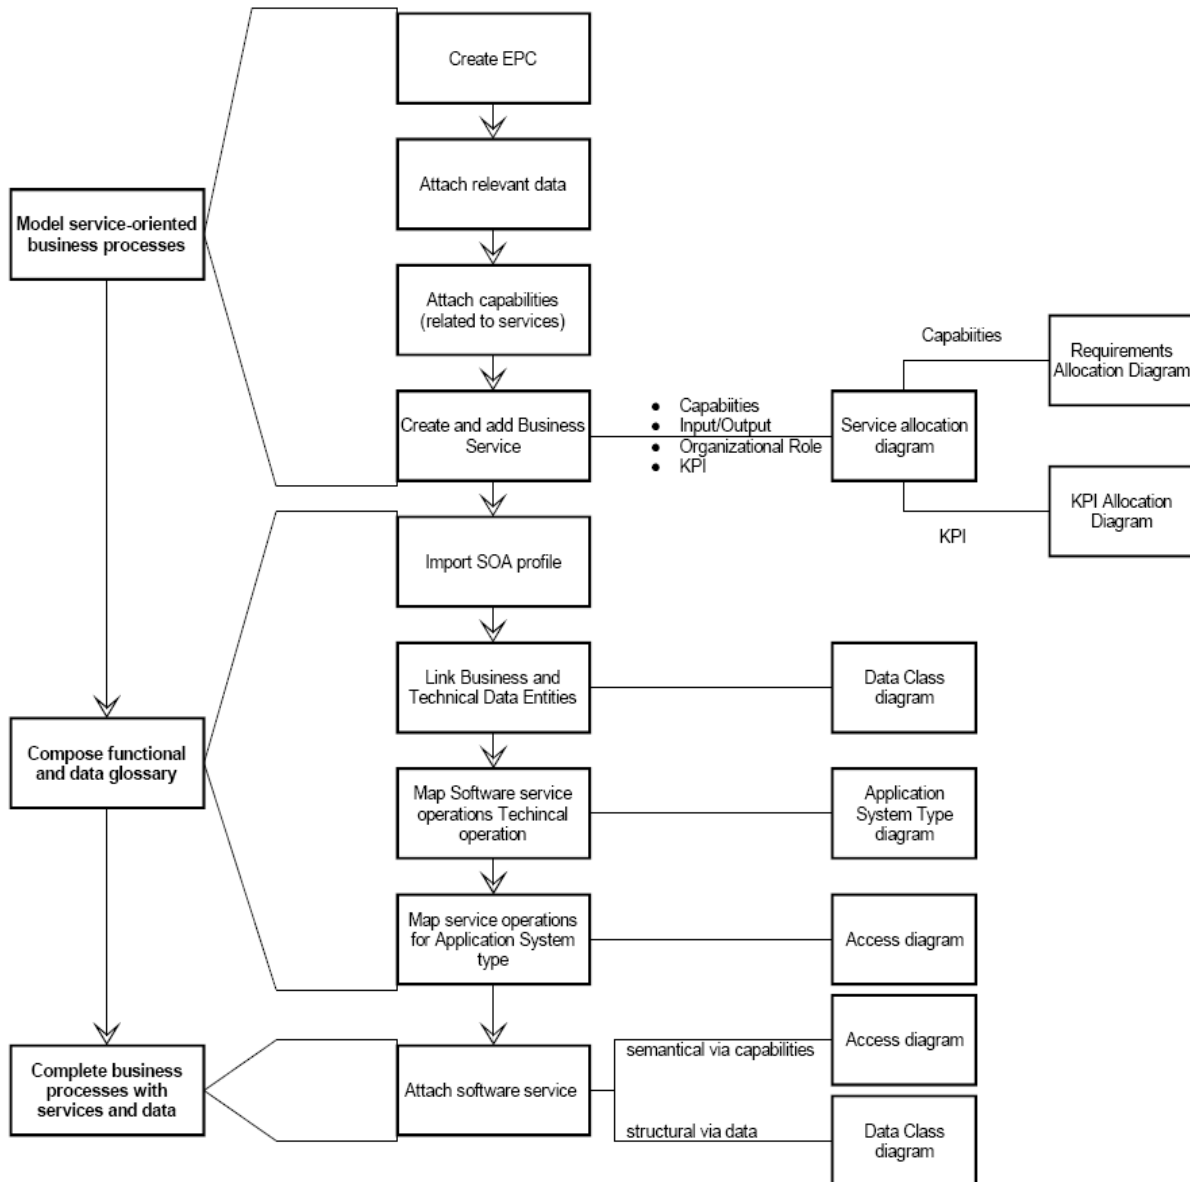 Create EPC
Attach relevant data
Model service-oriented
business processes
Attach capabilities
(related to services)
Capabiities
Requirements
Allocation Diagram
Create and add Business
Service
● Capabiities
● Input/Output
● Organizational Role
● KPI
Service allocation
diagram
KPI Allocation
Diagram
KPI
Import SOA profile
Link Business and
Technical Data Entities
Data Class
diagram
Compose functional
and data glossary
Map Software service
operations Techincal
operation
Application
System Type
diagram
Map service operations
for Application System
type
Access diagram
Complete business
processes with
services and data
Attach software service
semantical via capabilities
Access diagram
structural via data
Data Class
diagram